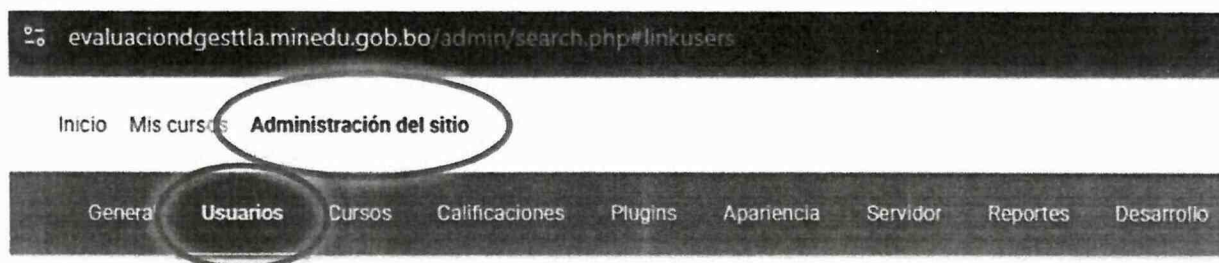 evaluaciondgesttla.minedu.gob.bo/admin/search.php#linkusers
Inicio Mis cursos Administración del sitio
General Usuarios Cursos Calificaciones Plugins Apariencia Servidor Reportes Desarrollo